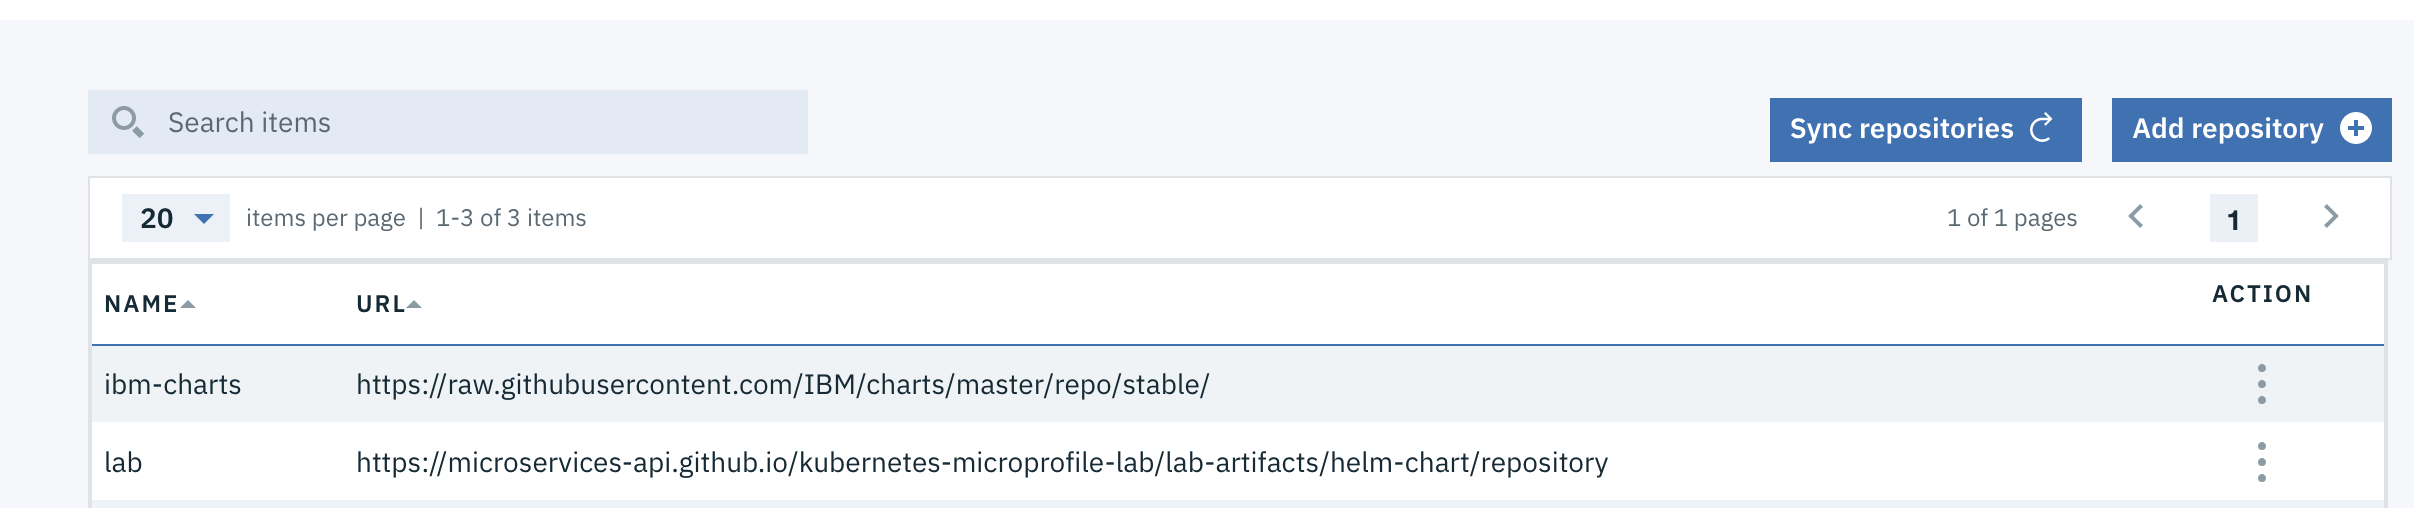 Search items
Sync repositories
Add repository
20 items per page | 1-3 of 3 items
1 of 1 pages
1
NAME URL ACTION
ibm-charts https://raw.githubusercontent.com/IBM/charts/master/repo/stable/
lab https://microservices-api.github.io/kubernetes-microprofile-lab/lab-artifacts/helm-chart/repository